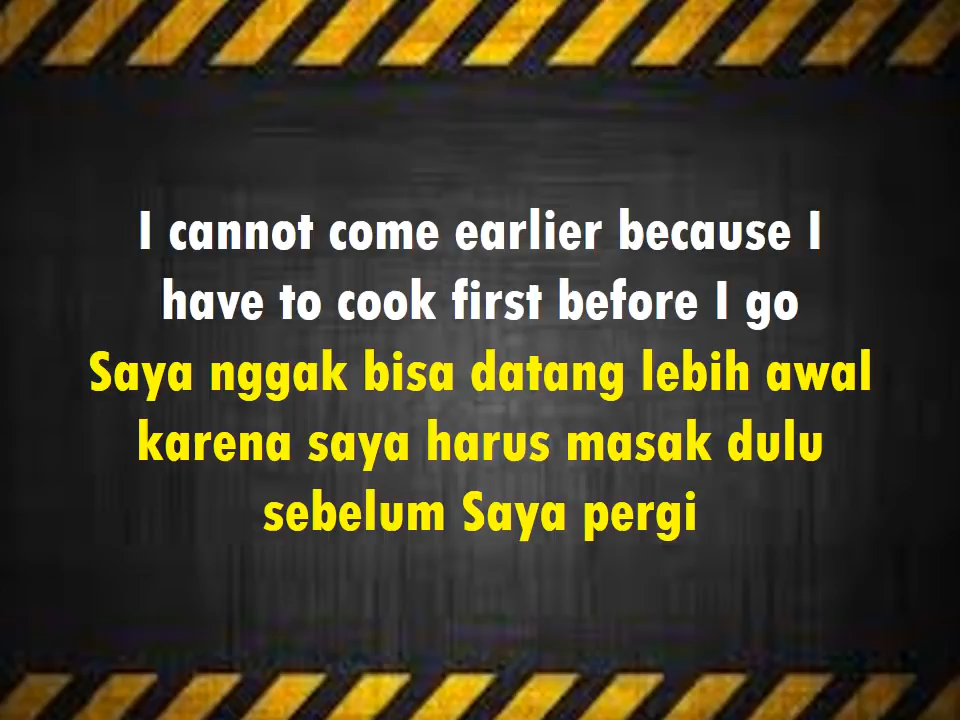 I cannot come earlier because I
have to cook first before I go
Saya nggak bisa datang lebih awal
karena saya harus masak dulu
sebelum Saya pergi